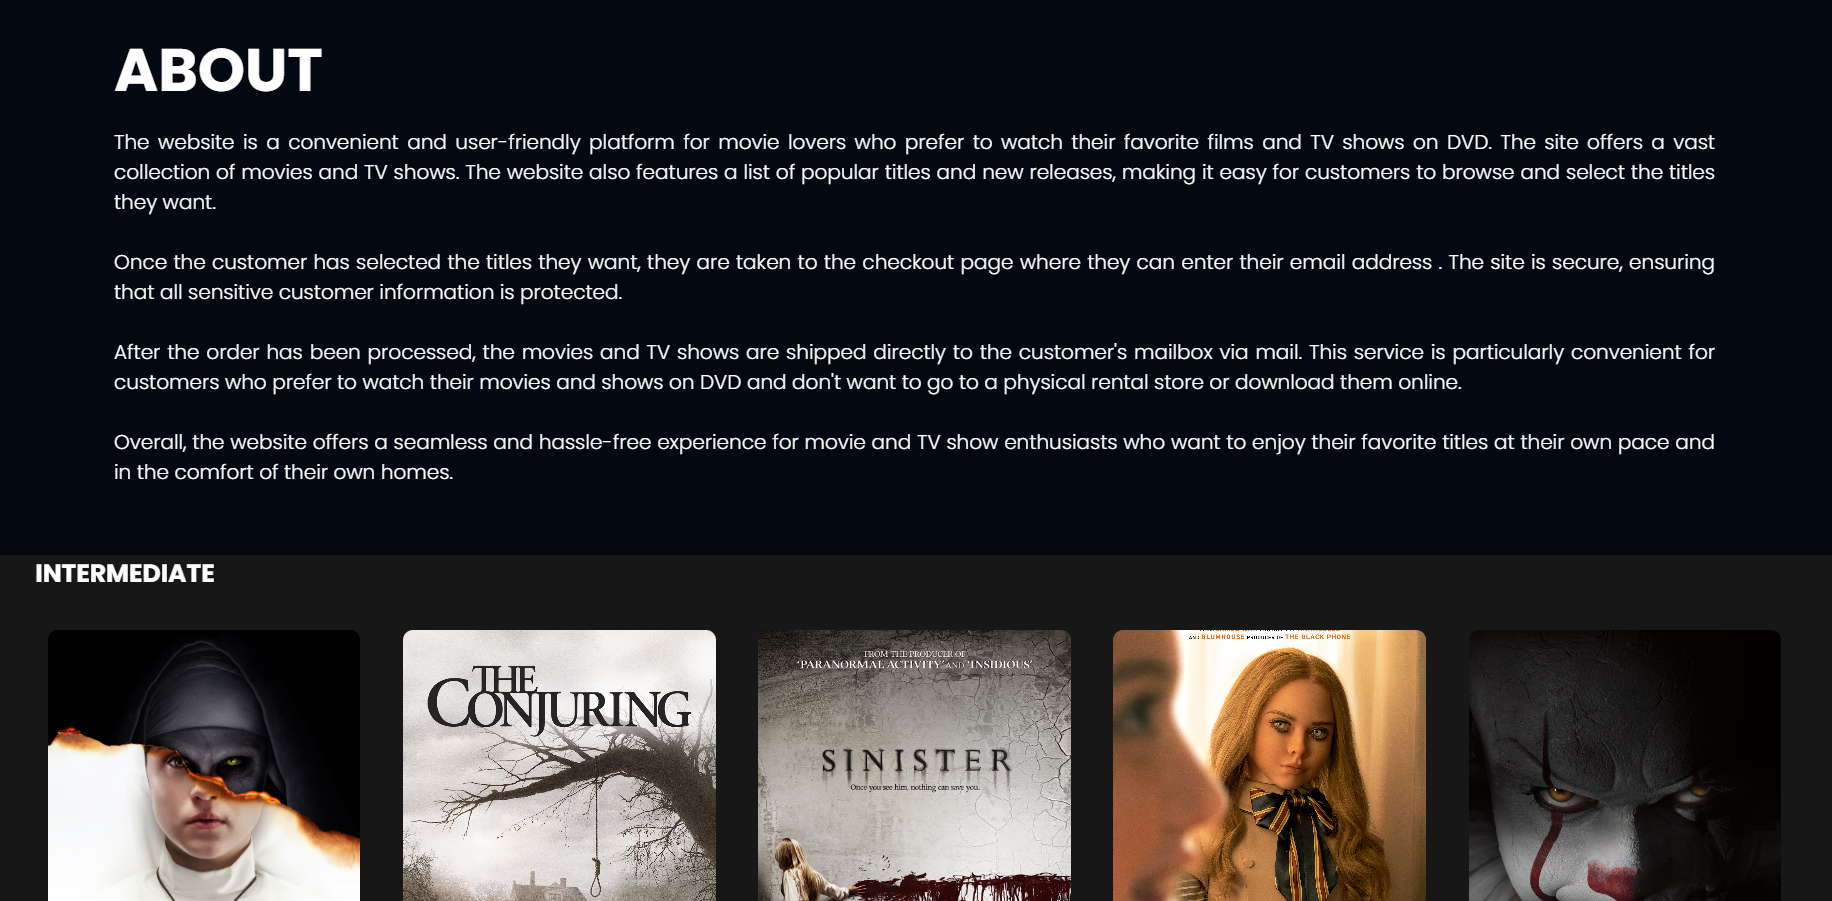 ABOUT
The website is a convenient and user-friendly platform for movie lovers who prefer to watch their favorite films and TV shows on DVD. The site offers a vast
collection of movies and TV shows. The website also features a list of popular titles and new releases, making it easy for customers to browse and select the titles
they want.
Once the customer has selected the titles they want, they are taken to the checkout page where they can enter their email address . The site is secure, ensuring
that all sensitive customer information is protected.
After the order has been processed, the movies and TV shows are shipped directly to the customer's mailbox via mail. This service is particularly convenient for
customers who prefer to watch their movies and shows on DVD and don't want to go to a physical rental store or download them online.
Overall, the website offers a seamless and hassle-free experience for movie and TV show enthusiasts who want to enjoy their favorite titles at their own pace and
in the comfort of their own homes.
INTERMEDIATE
THE
CONJURING
FROM THE PRODUCER OF
'PARANORMAL ACTIVITY' AND 'INSIDIOUS'
SINISTER
Once you see him, nothing can save you.
AND BLUMHOUSE PRODUCER OF THE BLACK PHONE